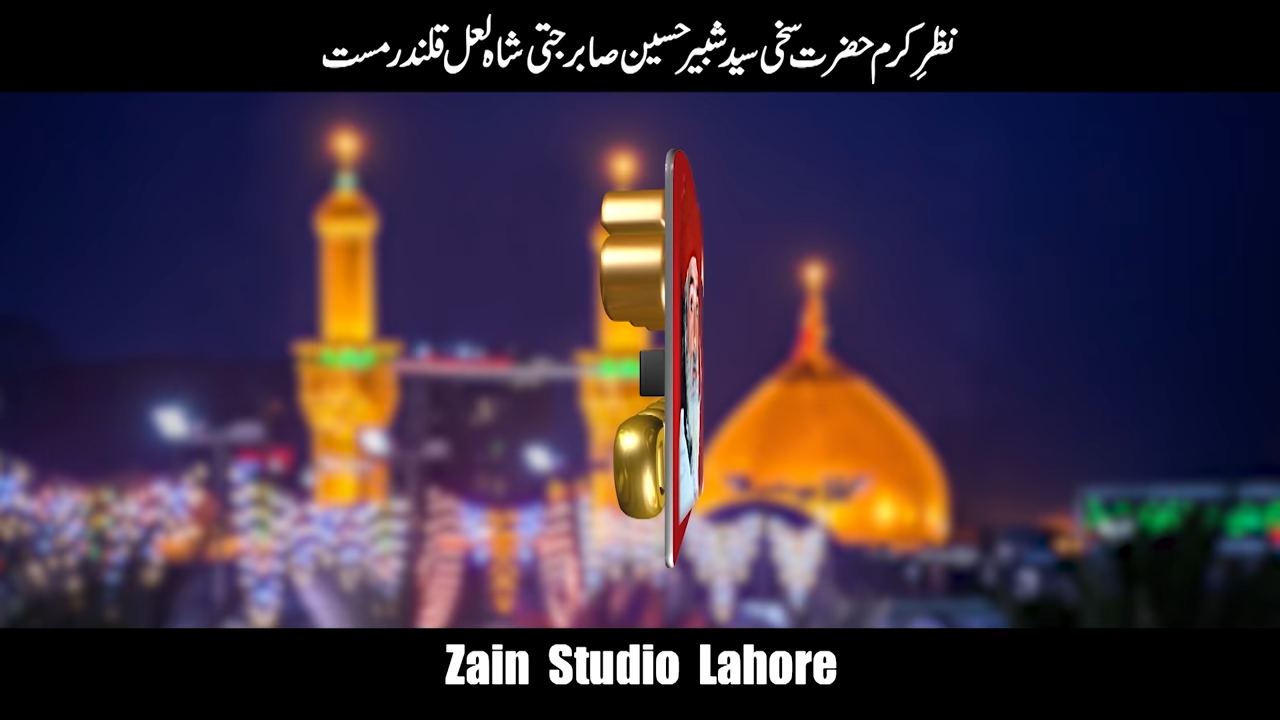 نظرِ کرم حضرت سخی سید شبیر حسین صابر جتی شاہ لعل قلندر مست
Zain Studio Lahore